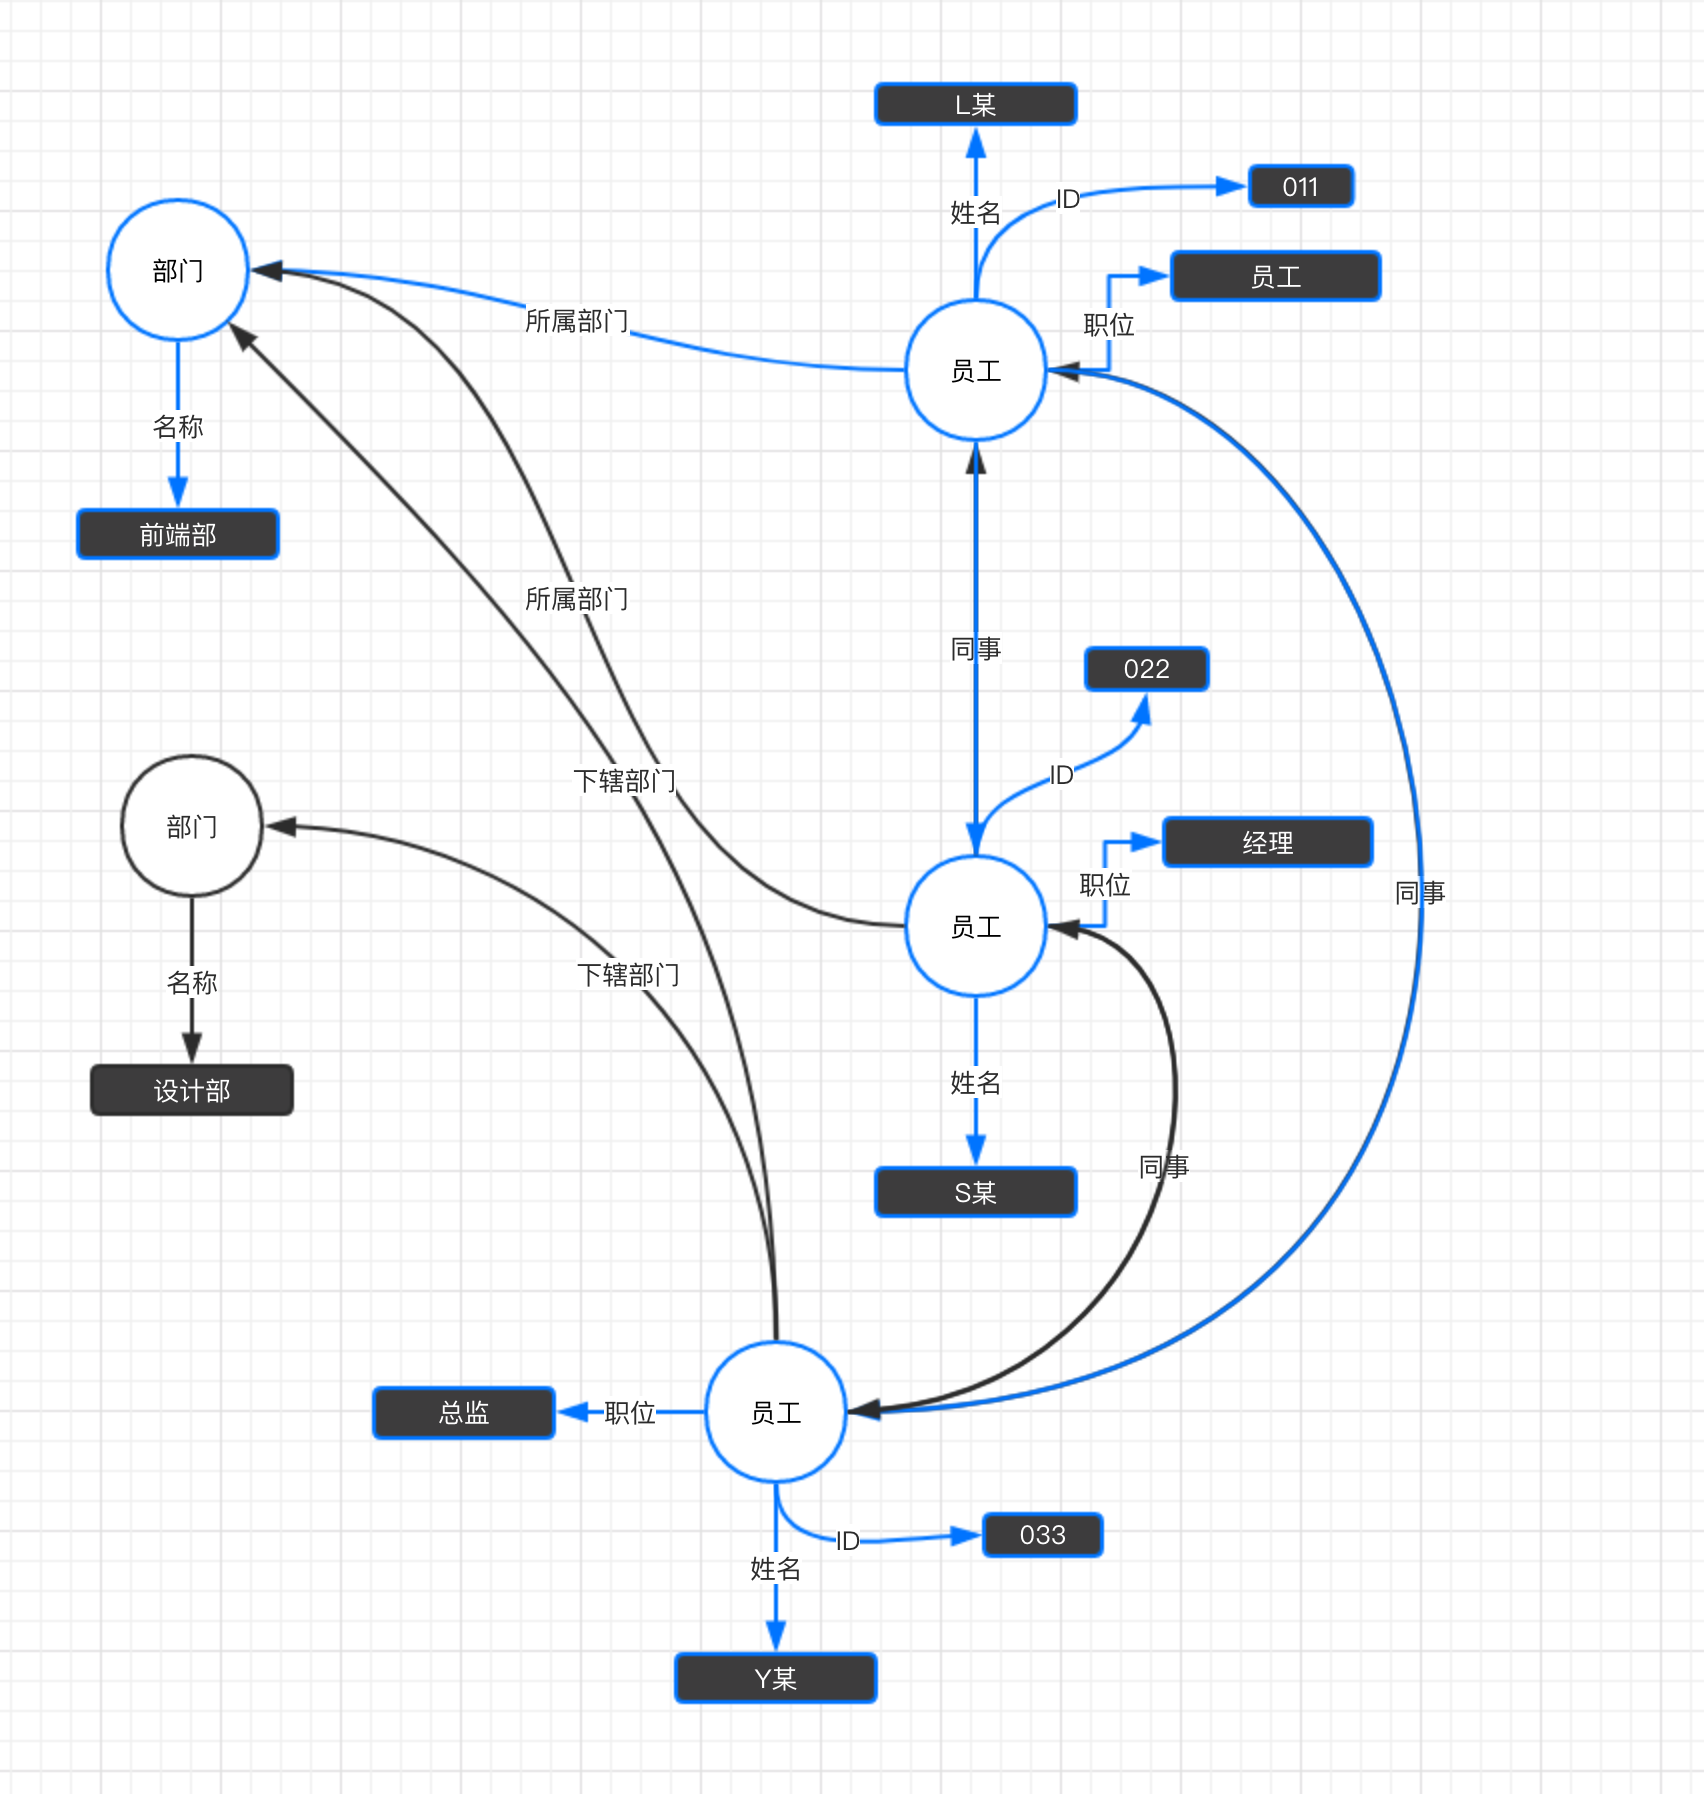 L某
011
ID
姓名
员工
部门
所属部门
职位
员工
名称
前端部
所属部门
同事
022
ID
下辖部门
部门
经理
职位
同事
员工
下辖部门
名称
姓名
设计部
同事
S某
总监
职位
员工
033
ID
姓名
Y某